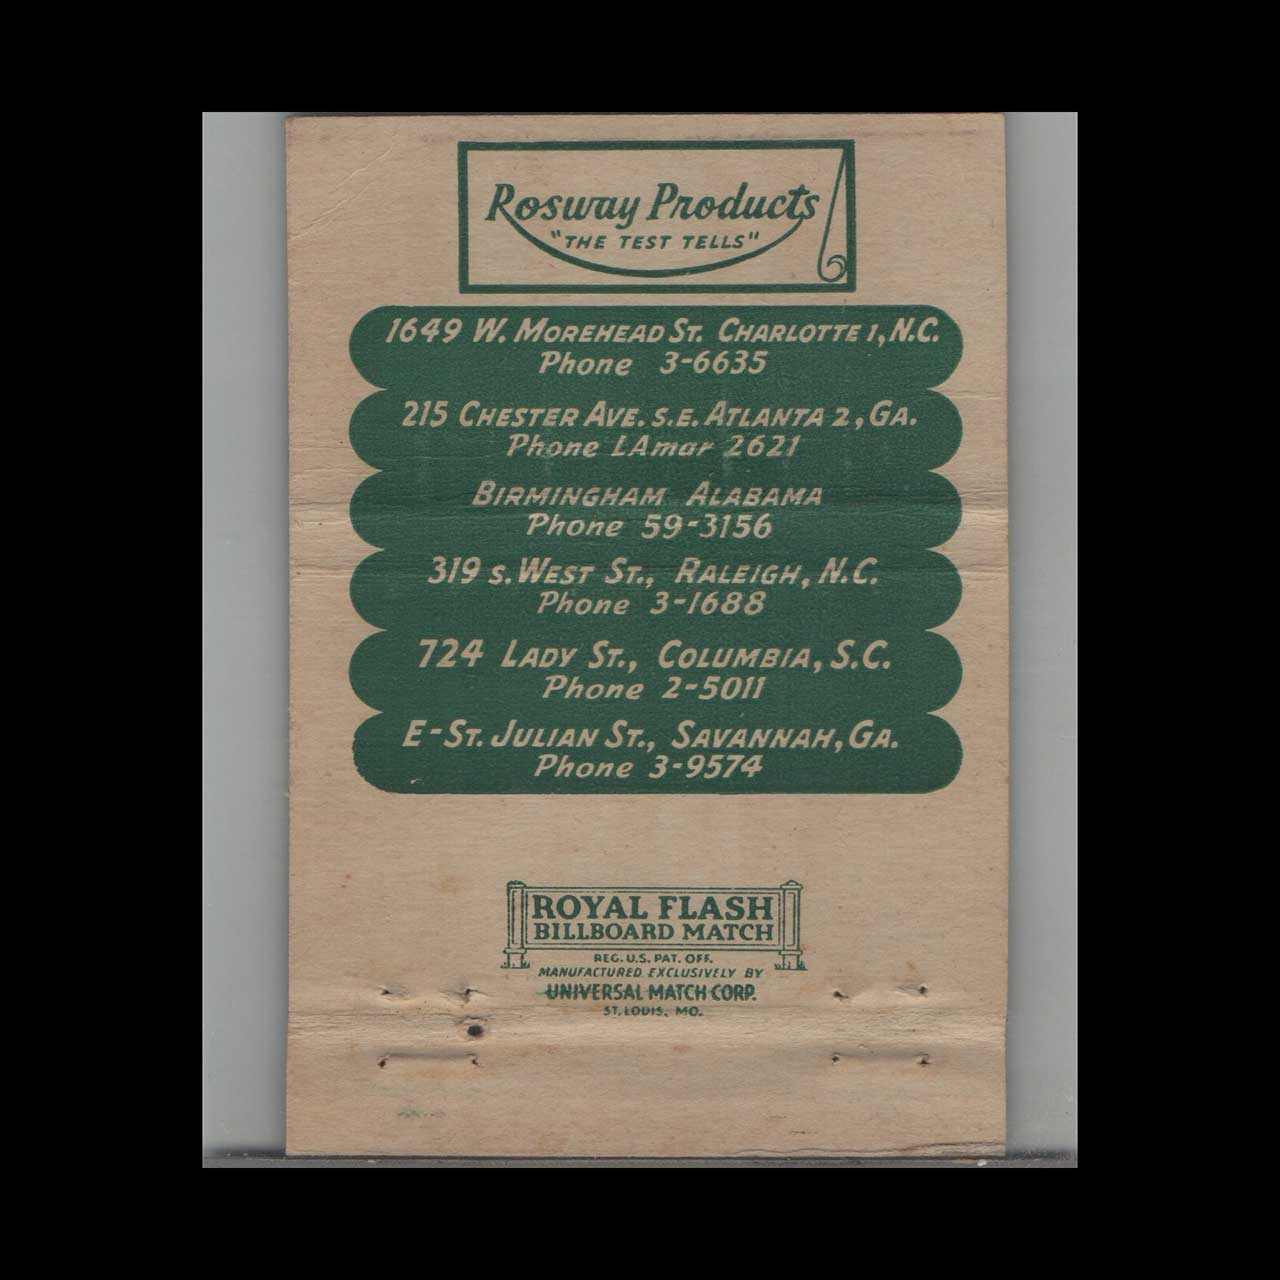 Rosway Products
"THE TEST TELLS"
1649 W. MOREHEAD ST. CHARLOTTE 1, N.C.
Phone 3-6635
215 CHESTER AVE. S.E. ATLANTA 2, GA.
Phone LAmar 2621
BIRMINGHAM ALABAMA
Phone 59-3156
319 S. WEST ST., RALEIGH, N.C.
Phone 3-1688
724 LADY ST., COLUMBIA, S.C.
Phone 2-5011
E-ST. JULIAN ST., SAVANNAH, GA.
Phone 3-9574
ROYAL FLASH
BILLBOARD MATCH
REG. U.S. PAT. OFF.
MANUFACTURED EXCLUSIVELY BY
UNIVERSAL MATCH CORP.
ST. LOUIS, MO.